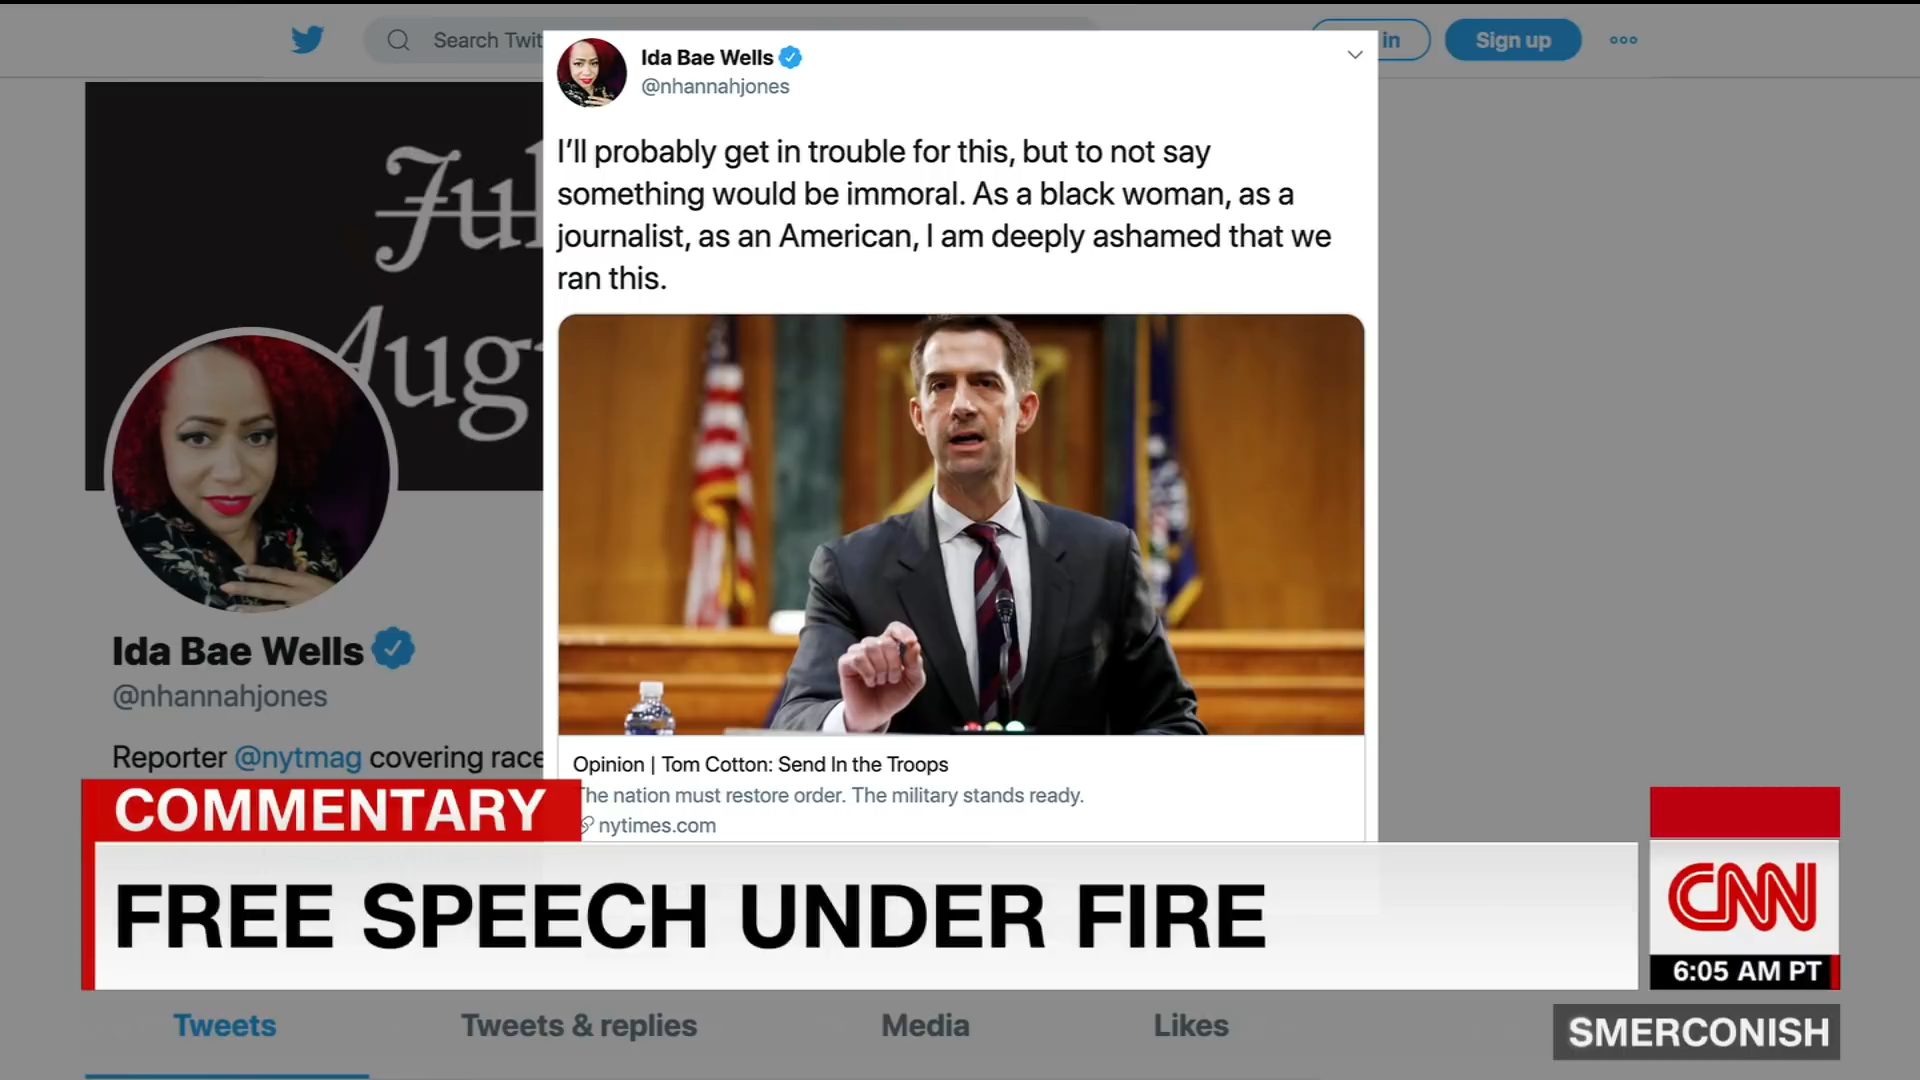 Search Twit
in
Sign up
Jul
Aug
Ida Bae Wells
@nhannahjones
I'll probably get in trouble for this, but to not say
something would be immoral. As a black woman, as a
journalist, as an American, I am deeply ashamed that we
ran this.
Opinion | Tom Cotton: Send In the Troops
The nation must restore order. The military stands ready.
nytimes.com
Ida Bae Wells
@nhannahjones
Reporter @nytmag covering race
COMMENTARY
FREE SPEECH UNDER FIRE
CNN
6:05 AM PT
SMERCONISH
Tweets
Tweets & replies
Media
Likes